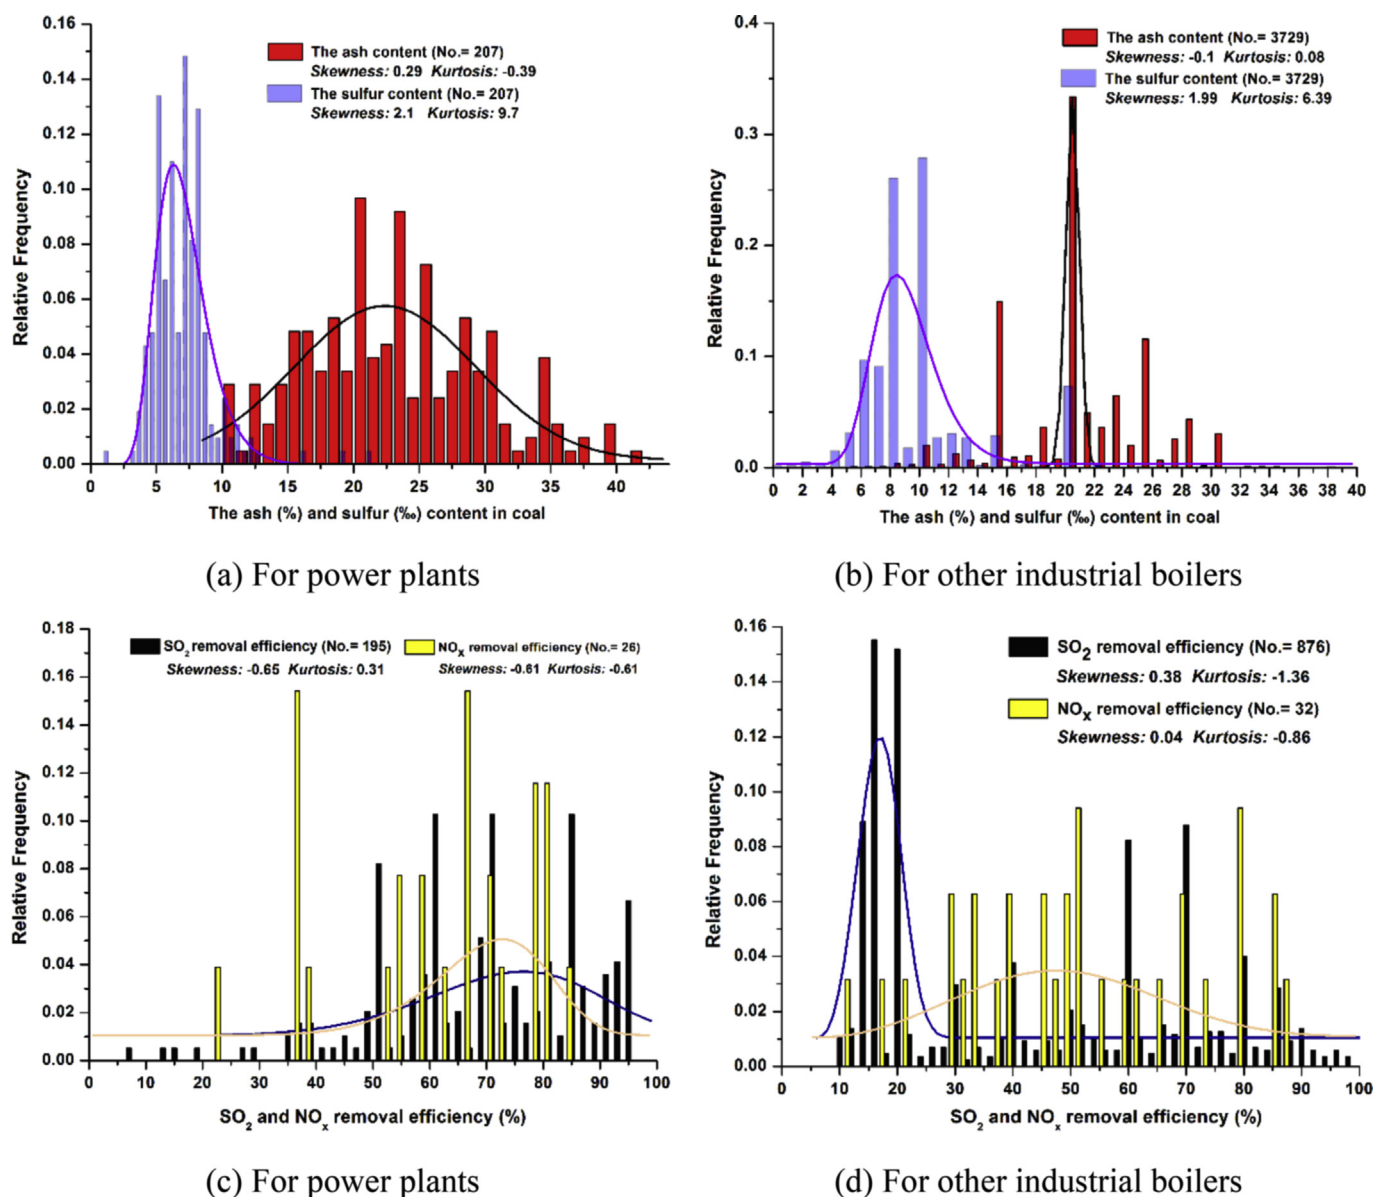 0.16
0.14
0.12
0.10
0.08
0.06
0.04
0.02
0.00
Relative Frequency
The ash content (No.= 207)
Skewness: 0.29 Kurtosis: -0.39
The sulfur content (No.= 207)
Skewness: 2.1 Kurtosis: 9.7
0 5 10 15 20 25 30 35 40
The ash (%) and sulfur (‰) content in coal
(a) For power plants
0.4
0.3
0.2
0.1
0.0
Relative Frequency
The ash content (No.= 3729)
Skewness: -0.1 Kurtosis: 0.08
The sulfur content (No.= 3729)
Skewness: 1.99 Kurtosis: 6.39
0 2 4 6 8 10 12 14 16 18 20 22 24 26 28 30 32 34 36 38 40
The ash (%) and sulfur (‰) content in coal
(b) For other industrial boilers
0.18
0.16
0.14
0.12
0.10
0.08
0.06
0.04
0.02
0.00
Relative Frequency
SO2 removal efficiency (No.= 195)
Skewness: -0.65 Kurtosis: 0.31
NOX removal efficiency (No.= 26)
Skewness: -0.61 Kurtosis: -0.61
0 10 20 30 40 50 60 70 80 90 100
SO2 and NOx removal efficiency (%)
(c) For power plants
0.16
0.14
0.12
0.10
0.08
0.06
0.04
0.02
0.00
Relative Frequency
SO2 removal efficiency (No.= 876)
Skewness: 0.38 Kurtosis: -1.36
NOX removal efficiency (No.= 32)
Skewness: 0.04 Kurtosis: -0.86
0 10 20 30 40 50 60 70 80 90 100
SO2 and NOx removal efficiency (%)
(d) For other industrial boilers